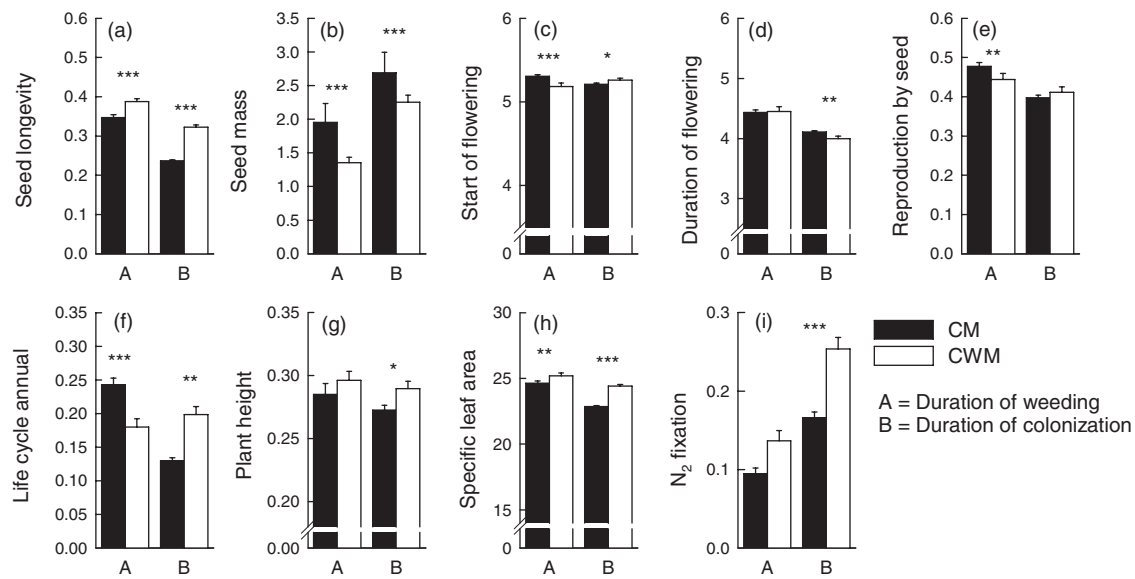 (a)
Seed longevity
0.6
0.5
0.4
0.3
0.2
0.1
0.0
***
***
A B
(b)
Seed mass
3.5
3.0
2.5
2.0
1.5
1.0
0.5
0.0
***
***
A B
(c)
Start of flowering
6
5
4
0
***
*
A B
(d)
Duration of flowering
6
5
4
3
0
**
A B
(e)
Reproduction by seed
0.6
0.5
0.4
0.3
0.2
0.1
0.0
**
A B
(f)
Life cycle annual
0.35
0.30
0.25
0.20
0.15
0.10
0.05
0.00
***
**
A B
(g)
Plant height
0.35
0.30
0.25
0.20
0.00
*
A B
(h)
Specific leaf area
30
25
20
15
0
**
***
A B
(i)
N₂ fixation
0.3
0.2
0.1
0.0
***
A B
CM
CWM
A = Duration of weeding
B = Duration of colonization